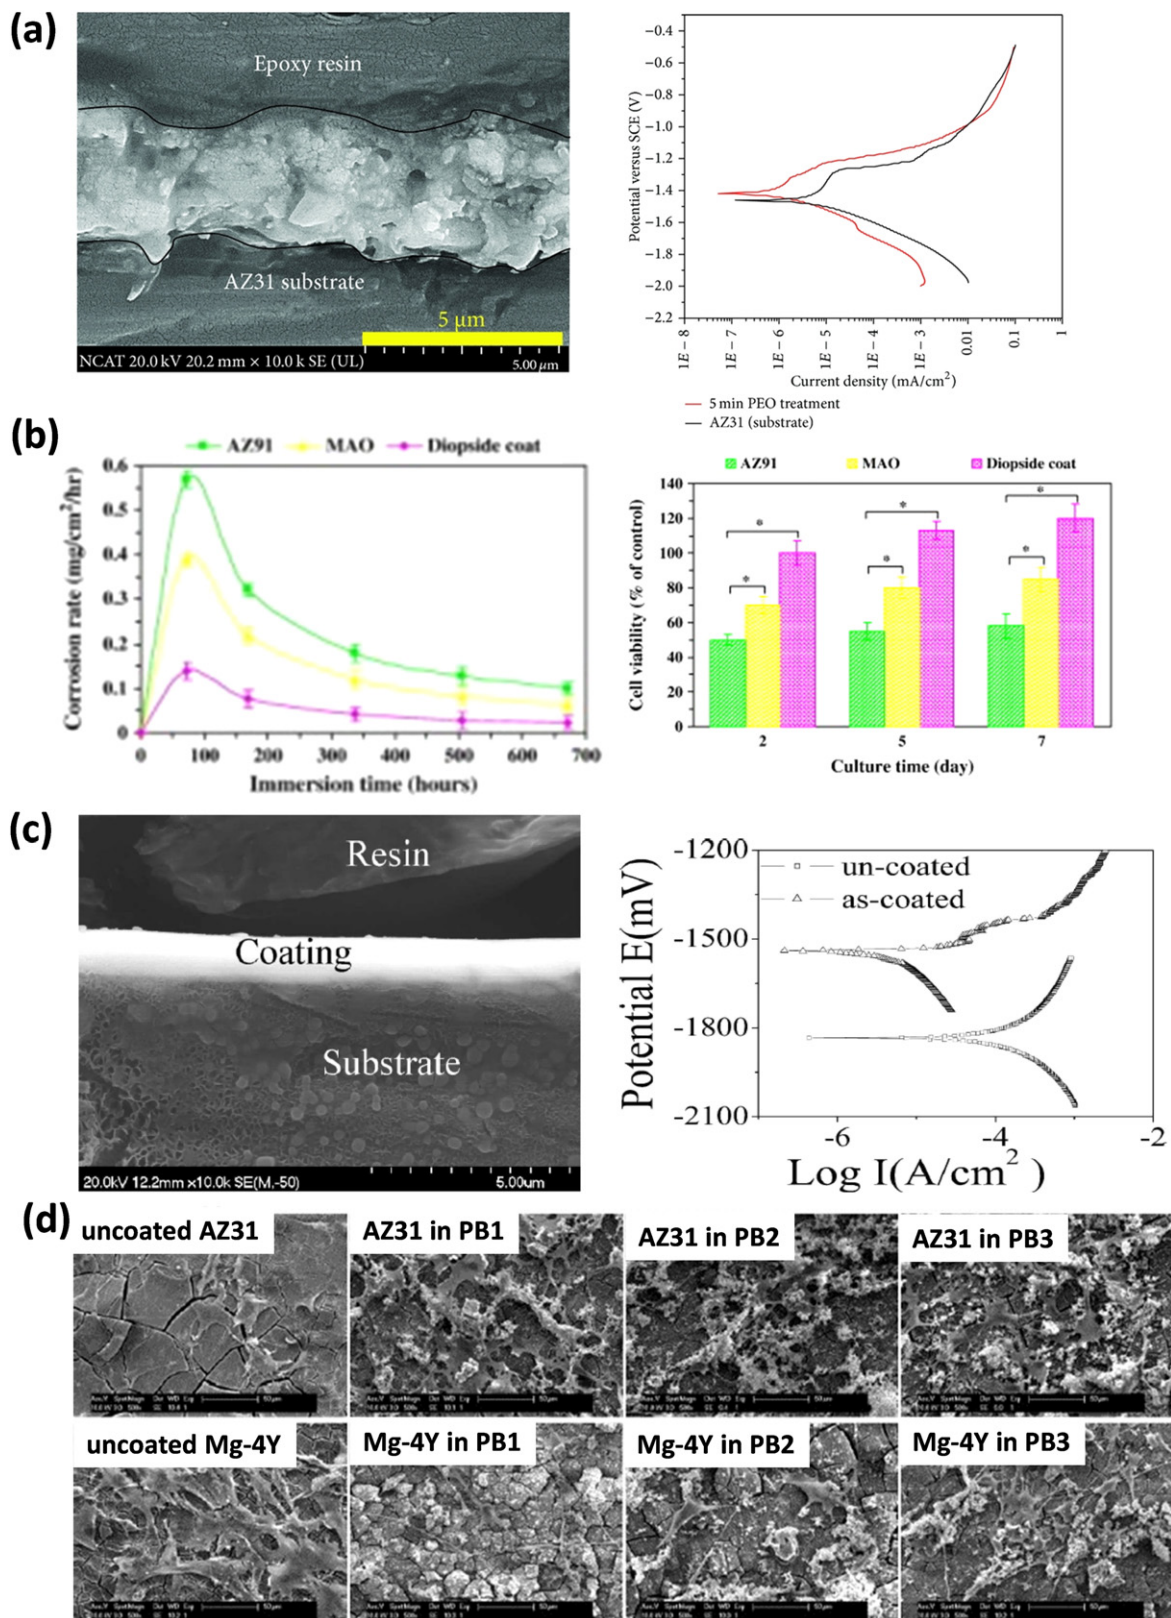 (a)
Epoxy resin
AZ31 substrate
5 μm
NCAT 20.0 kV 20.2 mm × 10.0 k SE (UL)
5.00 μm
Potential versus SCE (V)
−0.4
−0.6
−0.8
−1.0
−1.2
−1.4
−1.6
−1.8
−2.0
−2.2
1E − 8
1E − 7
1E − 6
1E − 5
1E − 4
1E − 3
0.01
0.1
1
Current density (mA/cm²)
5 min PEO treatment
AZ31 (substrate)
(b)
AZ91 MAO Diopside coat
Corrosion rate (mg/cm²/hr)
0.6
0.5
0.4
0.3
0.2
0.1
0
0 100 200 300 400 500 600 700
Immersion time (hours)
AZ91 MAO Diopside coat
Cell viability (% of control)
140
120
100
80
60
40
20
0
* * * * * *
2 5 7
Culture time (day)
(c)
Resin
Coating
Substrate
20.0kV 12.2mm x10.0k SE(M,-50)
5.00um
Potential E(mV)
-1200
-1500
-1800
-2100
un-coated
as-coated
-6 -4 -2
Log I(A/cm²)
(d)
uncoated AZ31
AZ31 in PB1
AZ31 in PB2
AZ31 in PB3
uncoated Mg-4Y
Mg-4Y in PB1
Mg-4Y in PB2
Mg-4Y in PB3